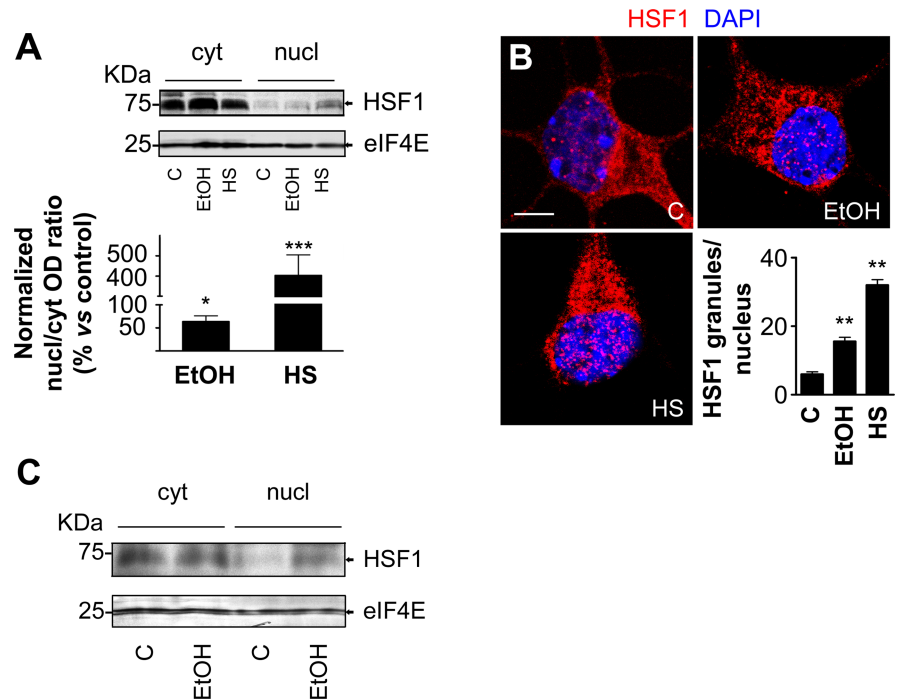 A
cyt nucl
KDa
75 HSF1
25 eIF4E
C EtOH HS C EtOH HS
Normalized
nucl/cyt OD ratio
(% vs control)
500
400
100
50
*
***
EtOH HS
HSF1 DAPI
B
C
EtOH
HS
HSF1 granules/
nucleus
40
20
0
**
**
C EtOH HS
C
cyt nucl
KDa
75 HSF1
25 eIF4E
C EtOH C EtOH